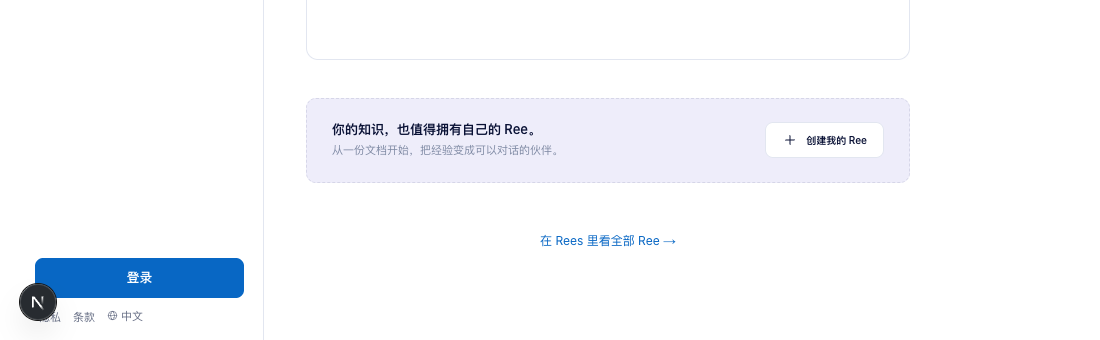 你的知识，也值得拥有自己的 Ree。
从一份文档开始，把经验变成可以对话的伙伴。
创建我的 Ree
在 Rees 里看全部 Ree →
登录
N
私 条款 中文